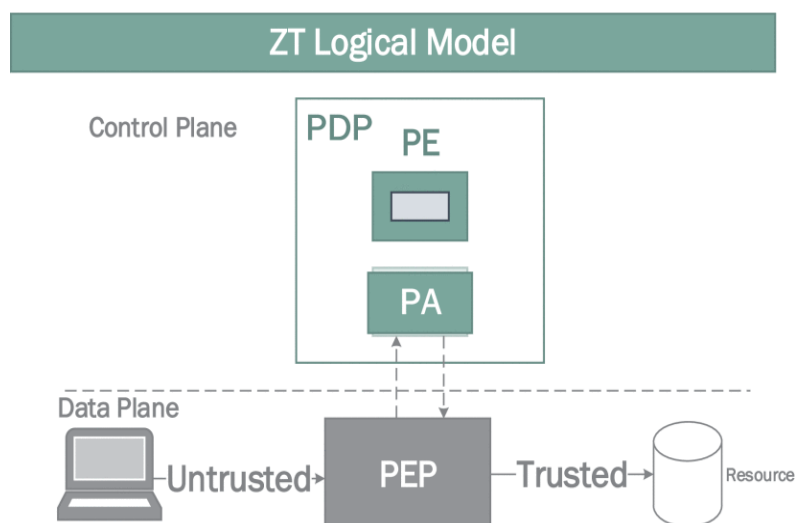 ZT Logical Model
Control Plane
PDP
PE
PA
Data Plane
Untrusted
PEP
Trusted
Resource